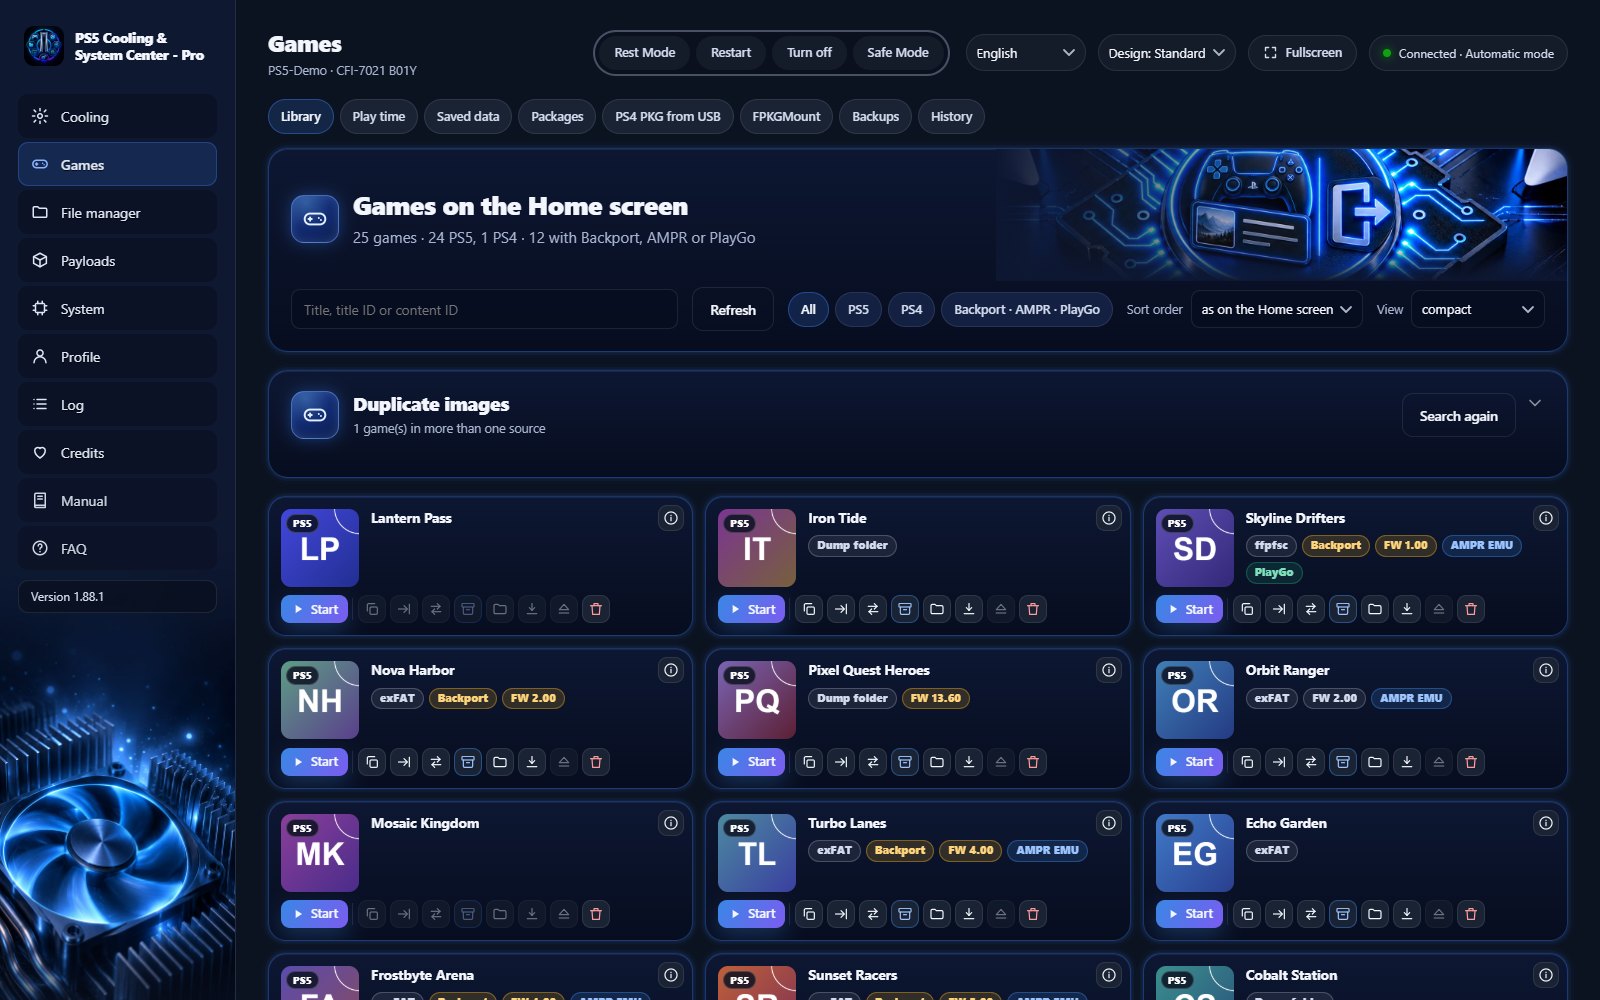 PS5 Cooling &
System Center - Pro
Cooling
Games
File manager
Payloads
System
Profile
Log
Credits
Manual
FAQ
Version 1.88.1
Games
PS5-Demo · CFI-7021 B01Y
Rest Mode Restart Turn off Safe Mode
English
Design: Standard
Fullscreen
Connected · Automatic mode
Library Play time Saved data Packages PS4 PKG from USB FPKGMount Backups History
Games on the Home screen
25 games · 24 PS5, 1 PS4 · 12 with Backport, AMPR or PlayGo
Title, title ID or content ID
Refresh
All PS5 PS4 Backport · AMPR · PlayGo
Sort order as on the Home screen
View compact
Duplicate images
1 game(s) in more than one source
Search again
PS5
LP
Lantern Pass
Start
PS5
IT
Iron Tide
Dump folder
Start
PS5
SD
Skyline Drifters
ffpfsc Backport FW 1.00 AMPR EMU
PlayGo
Start
PS5
NH
Nova Harbor
exFAT Backport FW 2.00
Start
PS5
PQ
Pixel Quest Heroes
Dump folder FW 13.60
Start
PS5
OR
Orbit Ranger
exFAT FW 2.00 AMPR EMU
Start
PS5
MK
Mosaic Kingdom
Start
PS5
TL
Turbo Lanes
exFAT Backport FW 4.00 AMPR EMU
Start
PS5
EG
Echo Garden
exFAT
Start
PS5
Frostbyte Arena
PS5
Sunset Racers
PS5
Cobalt Station